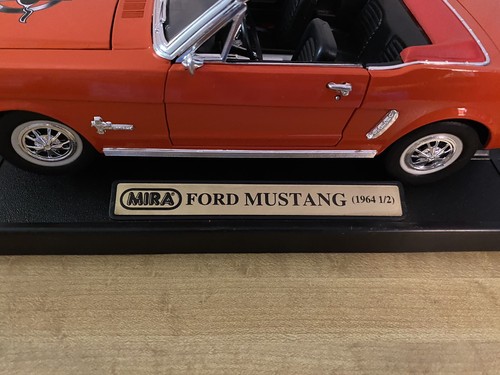 MIRA FORD MUSTANG (1964 1/2)